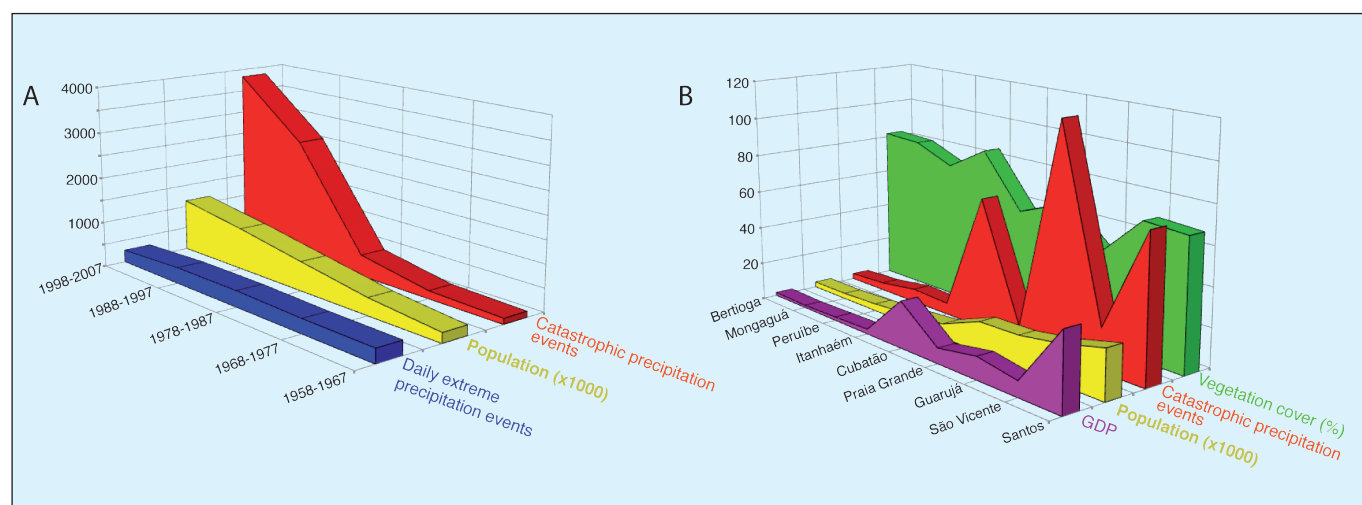 A
4000
3000
2000
1000
1998-2007
1988-1997
1978-1987
1968-1977
1958-1967
Catastrophic precipitation
events
Population (x1000)
Daily extreme
precipitation events
B
120
100
80
60
40
20
Bertioga
Mongaguá
Peruíbe
Itanhaém
Cubatão
Praia Grande
Guarujá
São Vicente
Santos
Vegetation cover (%)
Catastrophic precipitation
events
Population (x1000)
GDP